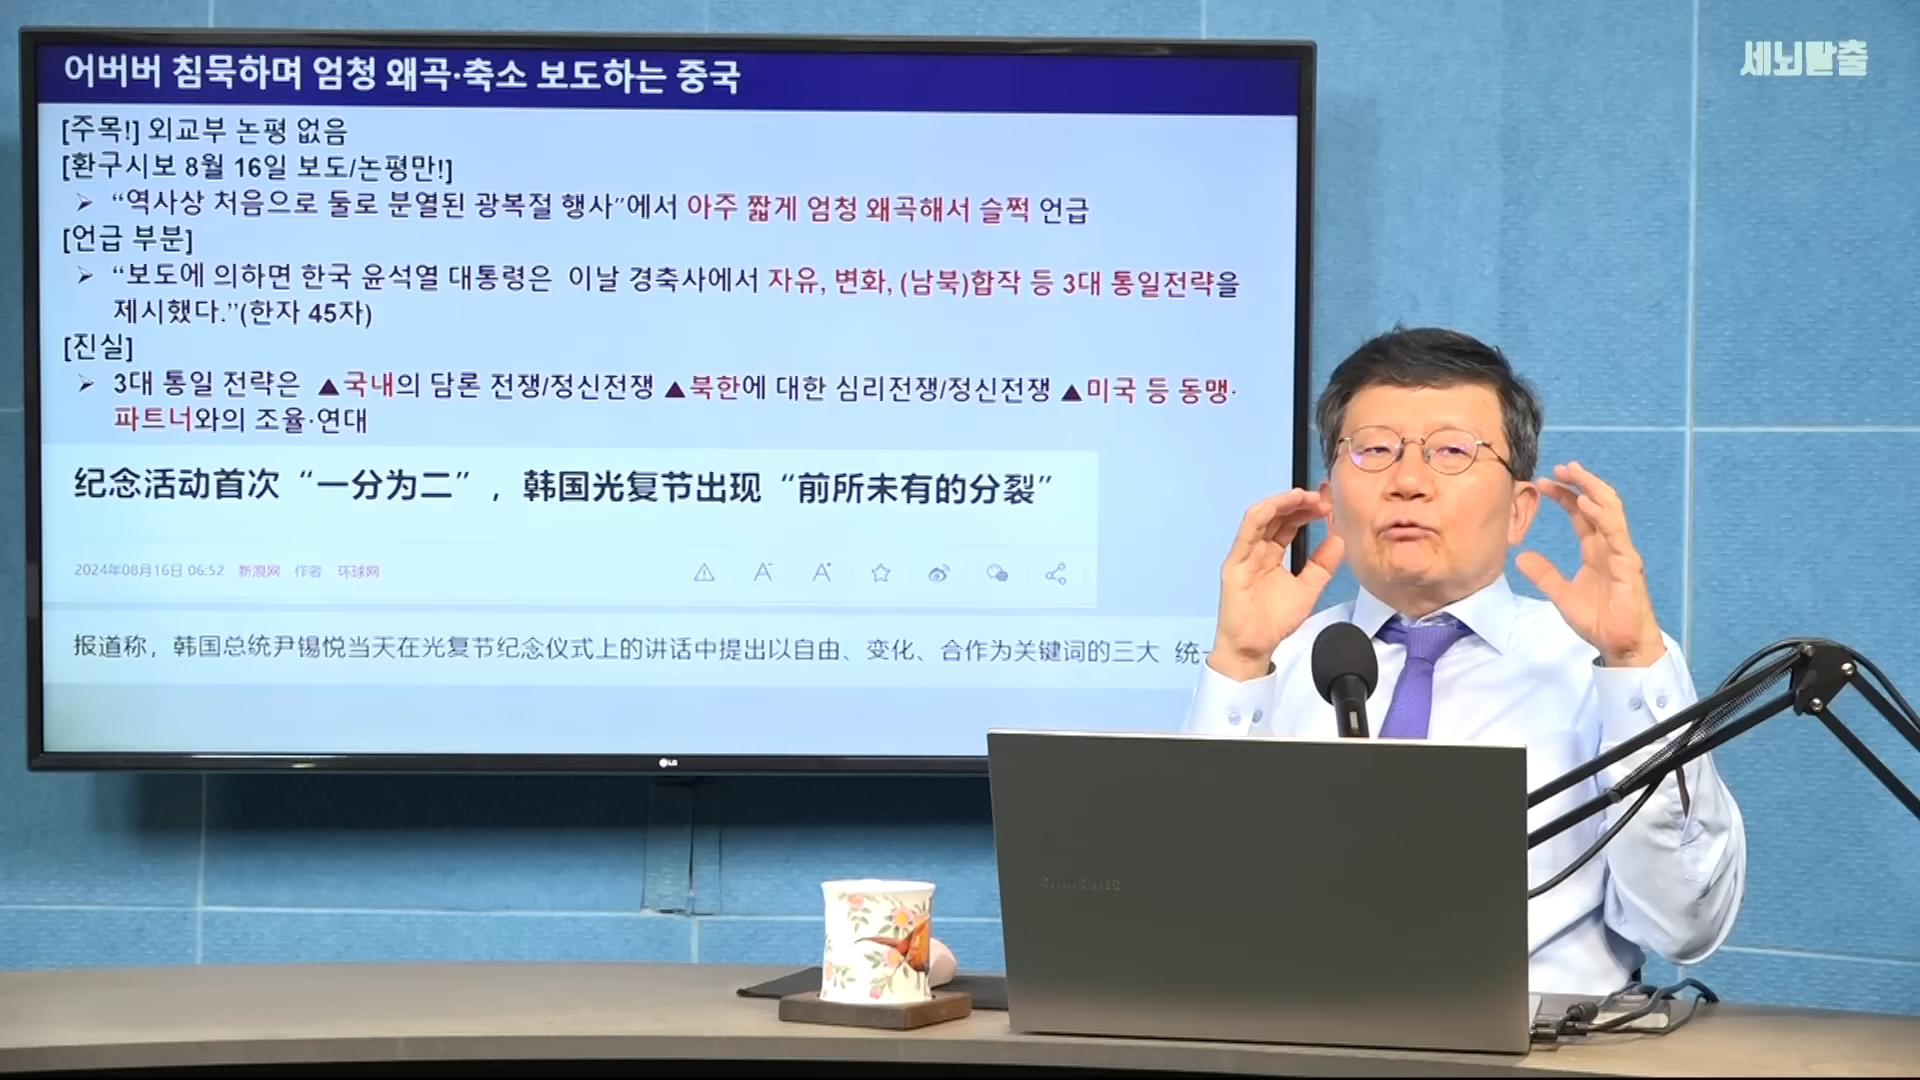 세뇌탈출
어버버 침묵하며 엄청 왜곡·축소 보도하는 중국
[주목!] 외교부 논평 없음
[환구시보 8월 16일 보도/논평만!]
➢ “역사상 처음으로 둘로 분열된 광복절 행사”에서 아주 짧게 엄청 왜곡해서 슬쩍 언급
[언급 부분]
➢ “보도에 의하면 한국 윤석열 대통령은 이날 경축사에서 자유, 변화, (남북)합작 등 3대 통일전략을
제시했다.”(한자 45자)
[진실]
➢ 3대 통일 전략은 ▲국내의 담론 전쟁/정신전쟁 ▲북한에 대한 심리전쟁/정신전쟁 ▲미국 등 동맹·
파트너와의 조율·연대
纪念活动首次“一分为二”，韩国光复节出现“前所未有的分裂”
2024年08月16日 06:52 新浪网 作者 环球网
报道称，韩国总统尹锡悦当天在光复节纪念仪式上的讲话中提出以自由、变化、合作为关键词的三大 统一
LG
SAMSUNG